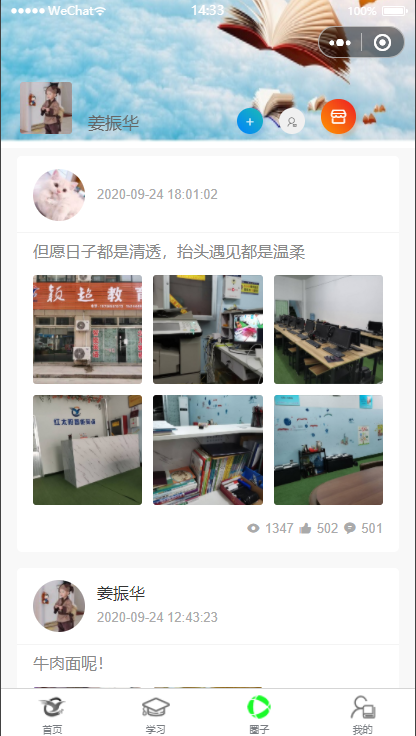 WeChat 14:33 100%
姜振华
2020-09-24 18:01:02
但愿日子都是清透，抬头遇见都是温柔
颖超教育
1347 502 501
姜振华
2020-09-24 12:43:23
牛肉面呢！
首页 学习 圈子 我的